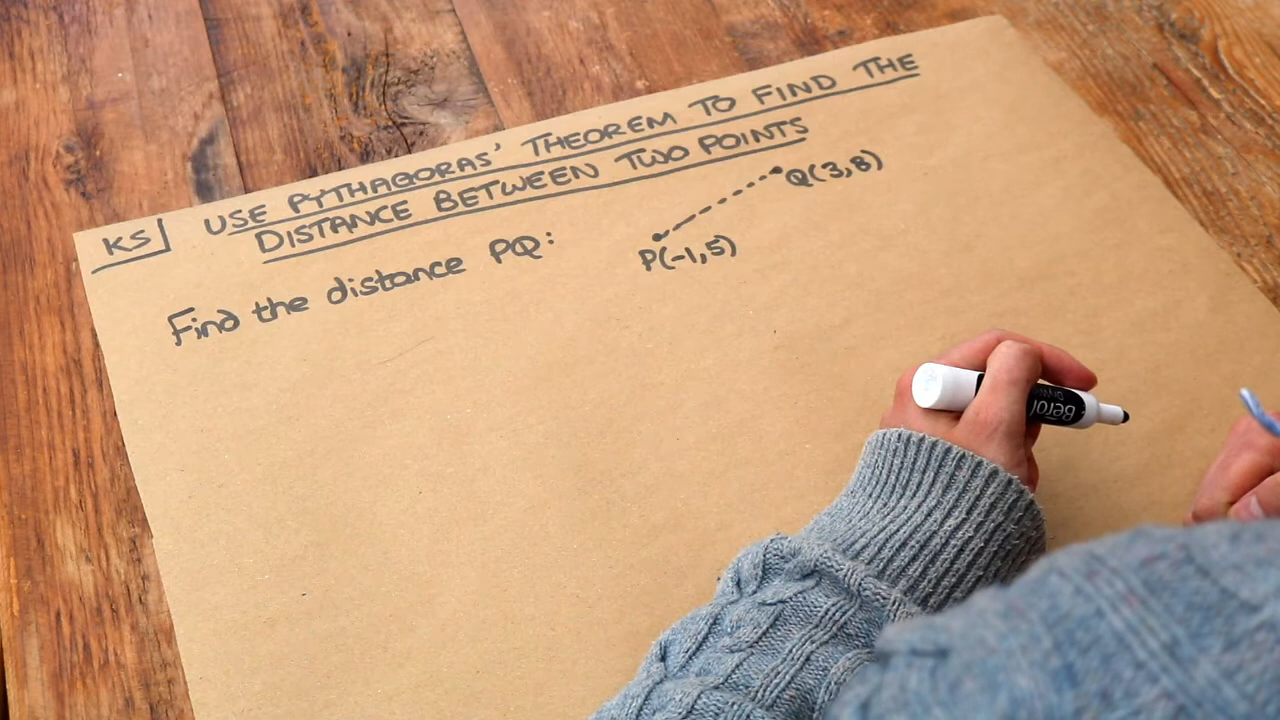 KS USE PYTHAGORAS' THEOREM TO FIND THE
DISTANCE BETWEEN TWO POINTS
Find the distance PQ:
Q(3,8)
P(-1,5)
Berol